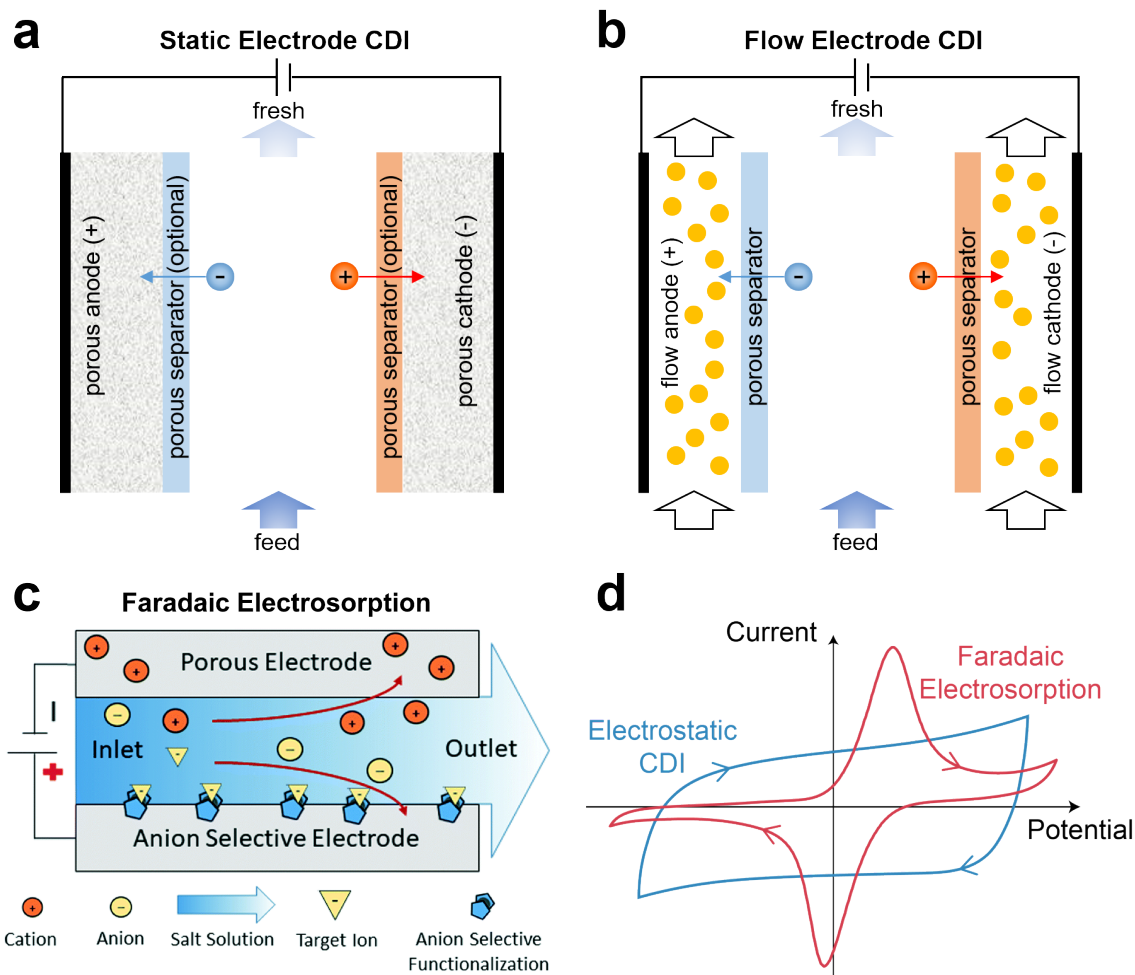 a
Static Electrode CDI
fresh
porous anode (+)
porous separator (optional)
-
+
porous separator (optional)
porous cathode (-)
feed
b
Flow Electrode CDI
fresh
flow anode (+)
porous separator
-
+
porous separator
flow cathode (-)
feed
c
Faradaic Electrosorption
+
+
+
+
Porous Electrode
I
-
+
+
+
Inlet
-
-
-
Outlet
+
-
-
-
-
-
Anion Selective Electrode
+
-
-
Cation
Anion
Salt Solution
Target Ion
Anion Selective
Functionalization
d
Current
Faradaic
Electrosorption
Electrostatic
CDI
Potential